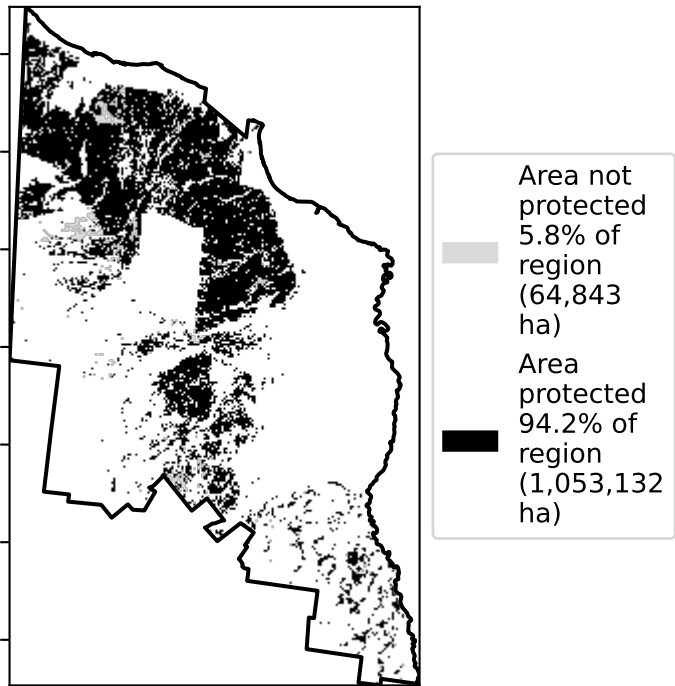 Area not
protected
5.8% of
region
(64,843
ha)
Area
protected
94.2% of
region
(1,053,132
ha)